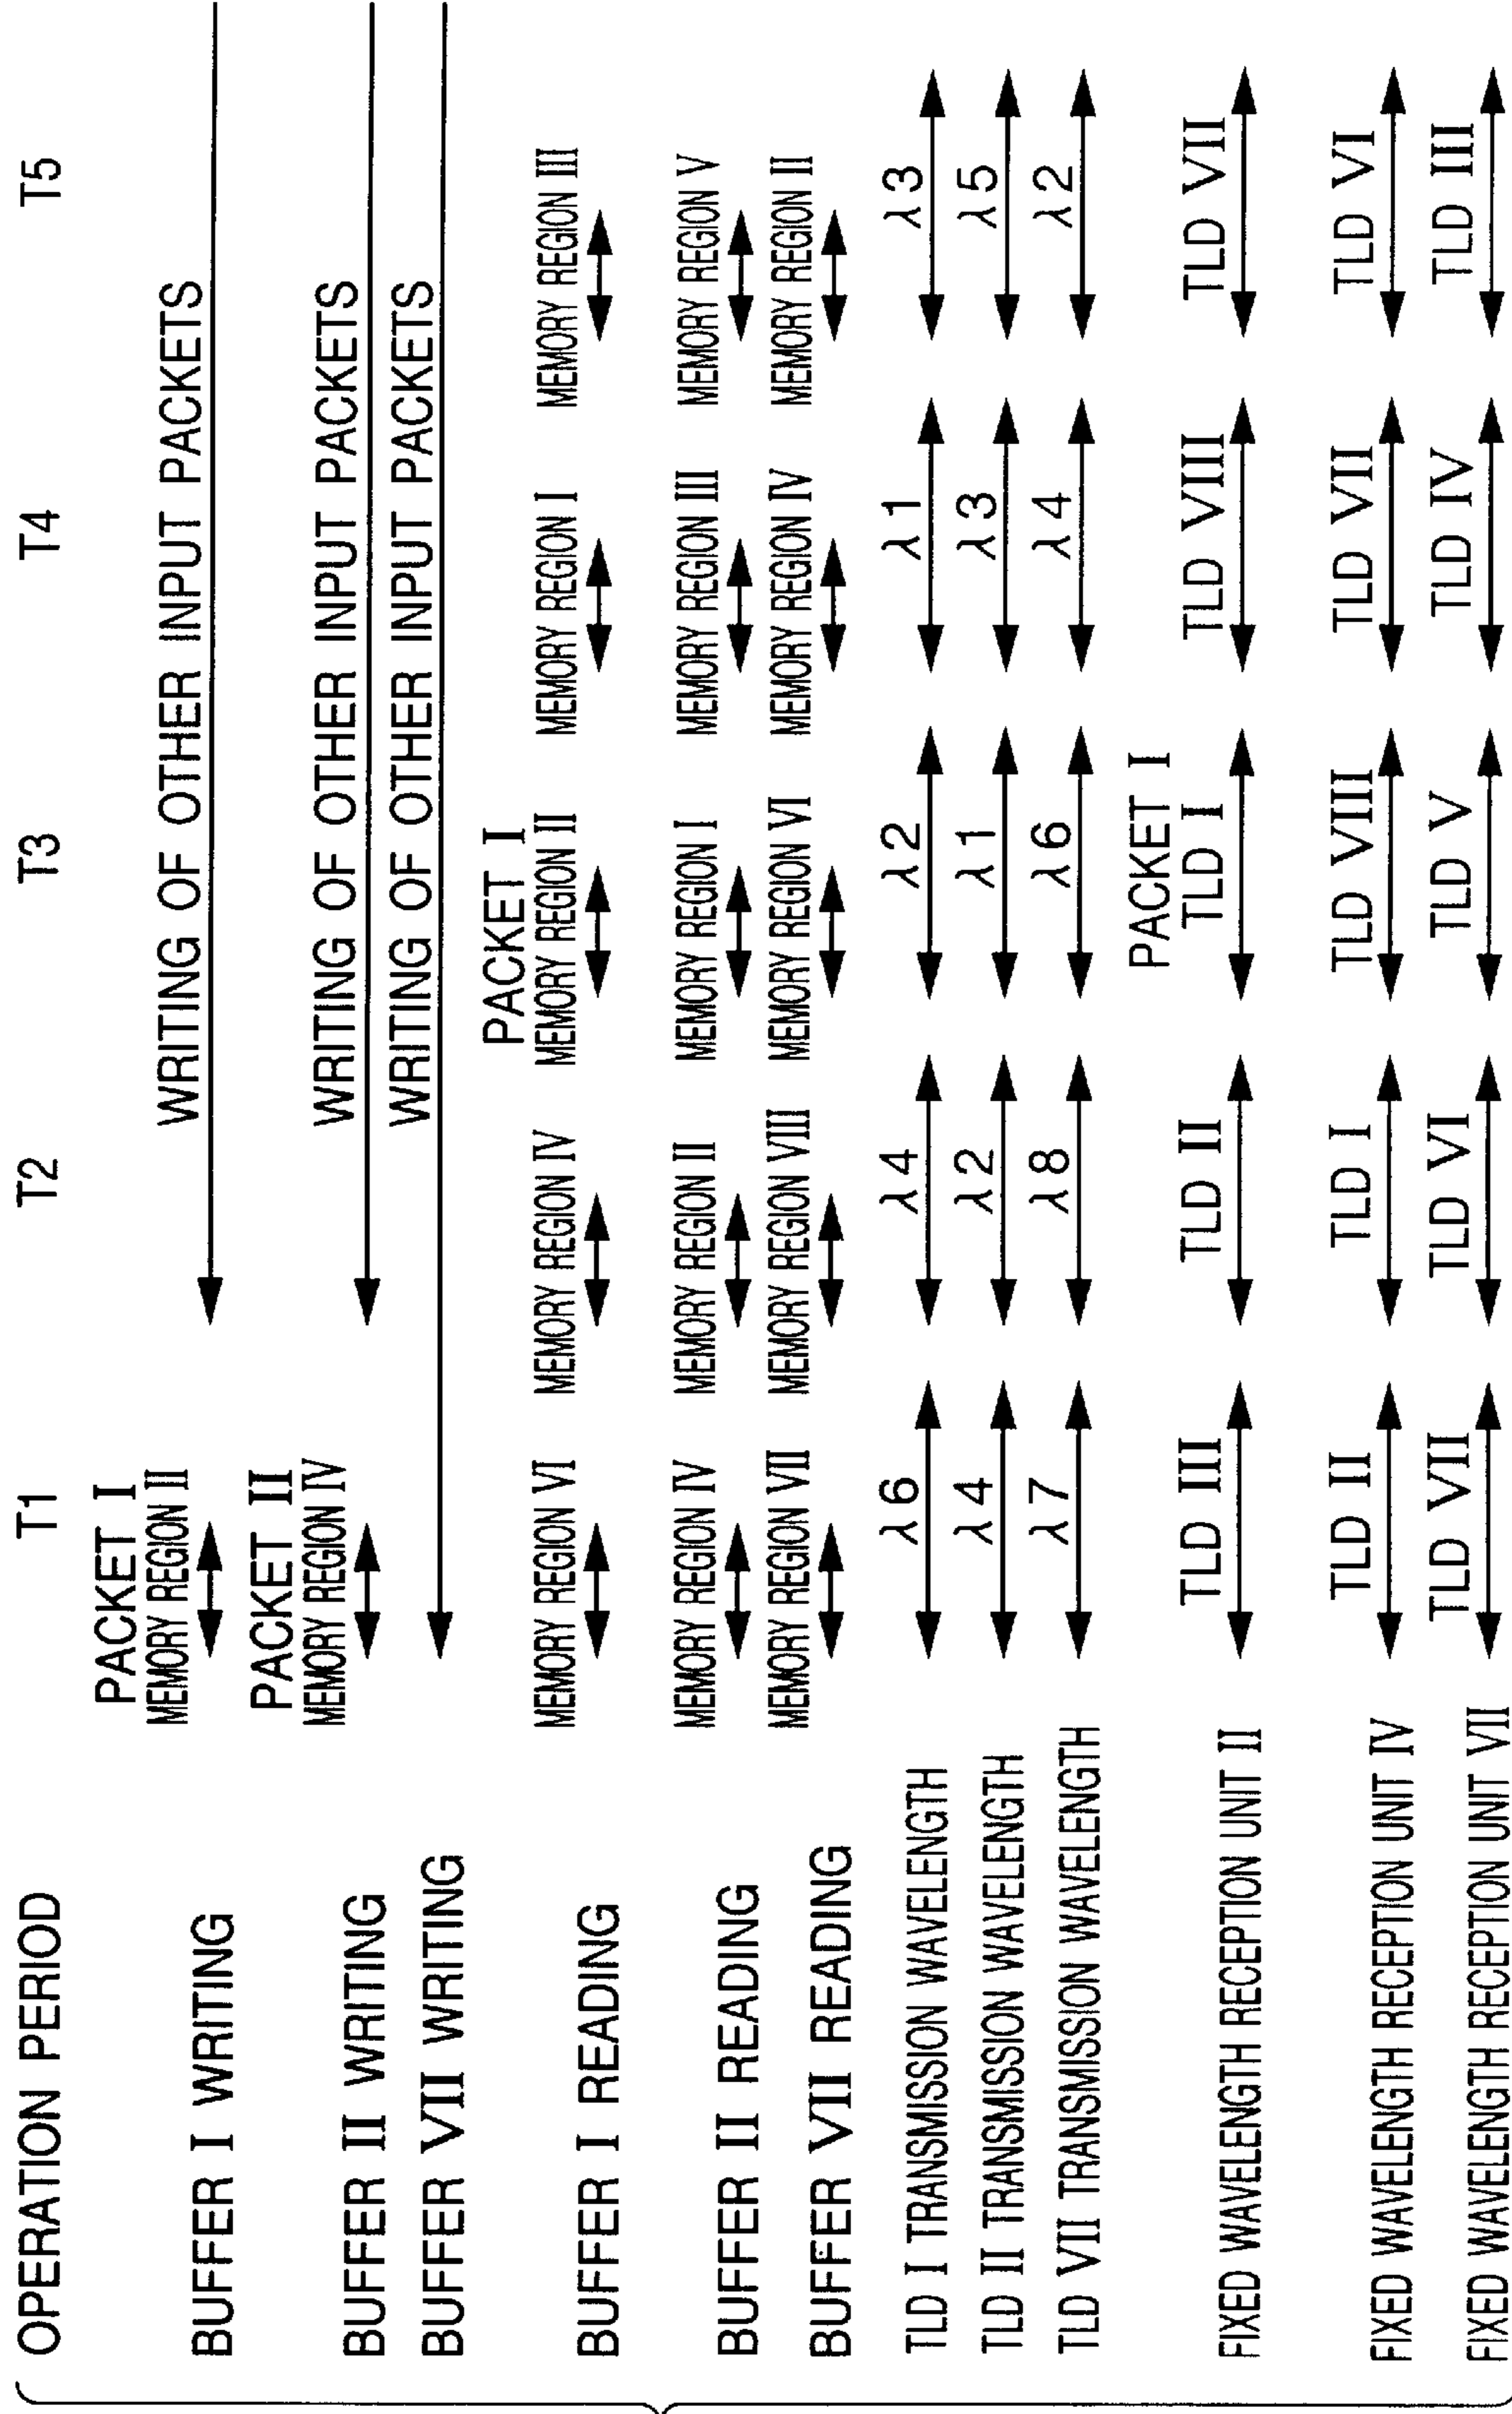 OPERATION PERIOD T1 T2 T3 T4 T5
PACKET I
MEMORY REGION II WRITING OF OTHER INPUT PACKETS
BUFFER I WRITING
PACKET II
MEMORY REGION IV WRITING OF OTHER INPUT PACKETS
BUFFER II WRITING
WRITING OF OTHER INPUT PACKETS
BUFFER VII WRITING
PACKET I
MEMORY REGION VI MEMORY REGION IV MEMORY REGION II MEMORY REGION I MEMORY REGION III
BUFFER I READING
MEMORY REGION IV MEMORY REGION II MEMORY REGION I MEMORY REGION III MEMORY REGION V
BUFFER II READING
MEMORY REGION VII MEMORY REGION VIII MEMORY REGION VI MEMORY REGION IV MEMORY REGION II
BUFFER VII READING
λ6 λ4 λ2 λ1 λ3
TLD I TRANSMISSION WAVELENGTH
λ4 λ2 λ1 λ3 λ5
TLD II TRANSMISSION WAVELENGTH
λ7 λ8 λ6 λ4 λ2
TLD VII TRANSMISSION WAVELENGTH
PACKET I
TLD III TLD II TLD I TLD VIII TLD VII
FIXED WAVELENGTH RECEPTION UNIT II
TLD II TLD I TLD VIII TLD VII TLD VI
FIXED WAVELENGTH RECEPTION UNIT IV
TLD VII TLD VI TLD V TLD IV TLD III
FIXED WAVELENGTH RECEPTION UNIT VII